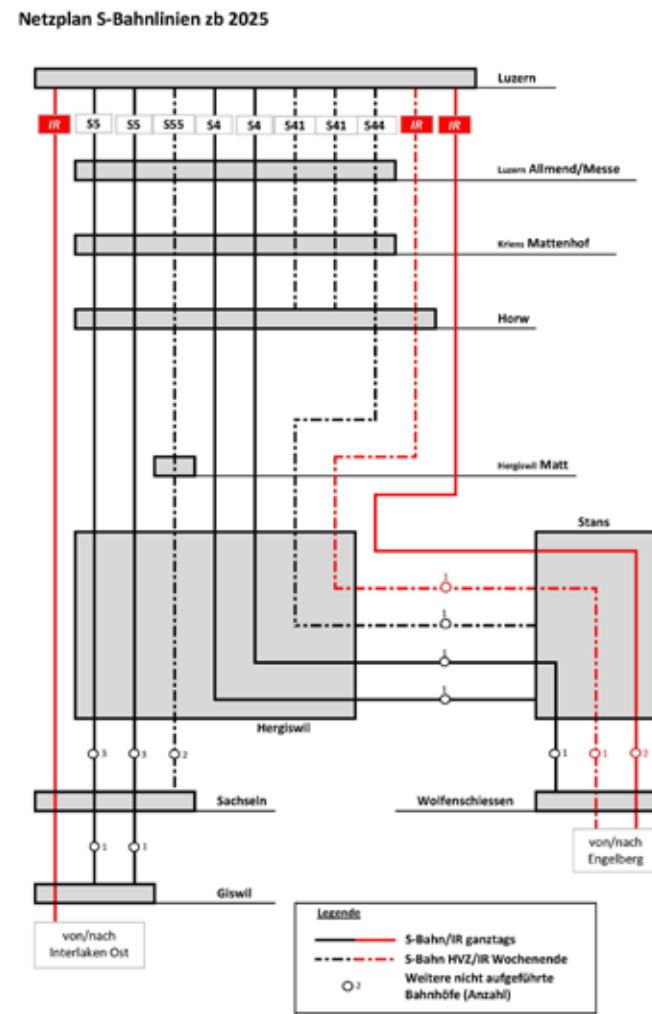 Netzplan S-Bahnlinien zb 2025
Luzern
IR S5 S5 S55 S4 S4 S41 S41 S44 IR IR
Luzern Allmend/Messe
Kriens Mattenhof
Horw
Hergiswil Matt
Stans
1
1
1
1
Hergiswil
3 3 2 1 1 2
Sachseln
Wolfenschiessen
1 1
von/nach
Engelberg
Giswil
von/nach
Interlaken Ost
Legende
S-Bahn/IR ganztags
S-Bahn HVZ/IR Wochenende
2 Weitere nicht aufgeführte
Bahnhöfe (Anzahl)